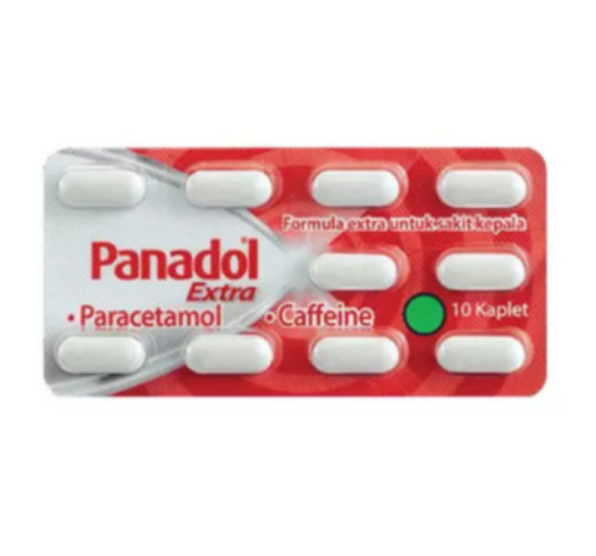 Formula extra untuk sakit kepala
Panadol
Extra
• Paracetamol • Caffeine
10 Kaplet